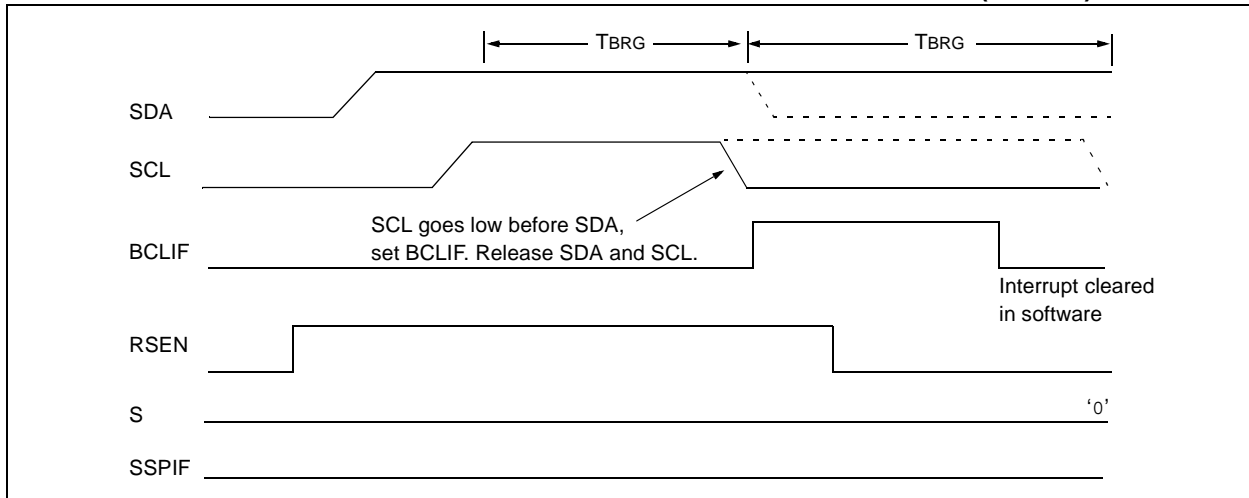 TBRG
TBRG
SDA
SCL
SCL goes low before SDA,
set BCLIF. Release SDA and SCL.
BCLIF
Interrupt cleared
in software
RSEN
S
'0'
SSPIF